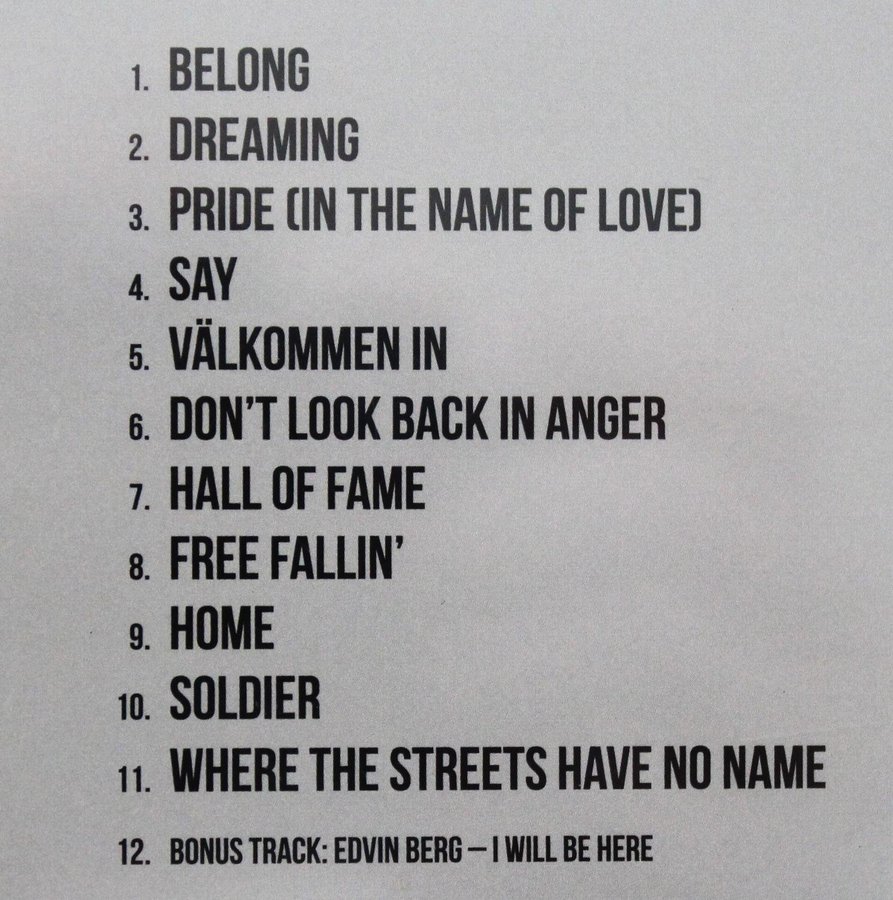 1. BELONG
2. DREAMING
3. PRIDE (IN THE NAME OF LOVE)
4. SAY
5. VÄLKOMMEN IN
6. DON’T LOOK BACK IN ANGER
7. HALL OF FAME
8. FREE FALLIN’
9. HOME
10. SOLDIER
11. WHERE THE STREETS HAVE NO NAME
12. BONUS TRACK: EDVIN BERG – I WILL BE HERE